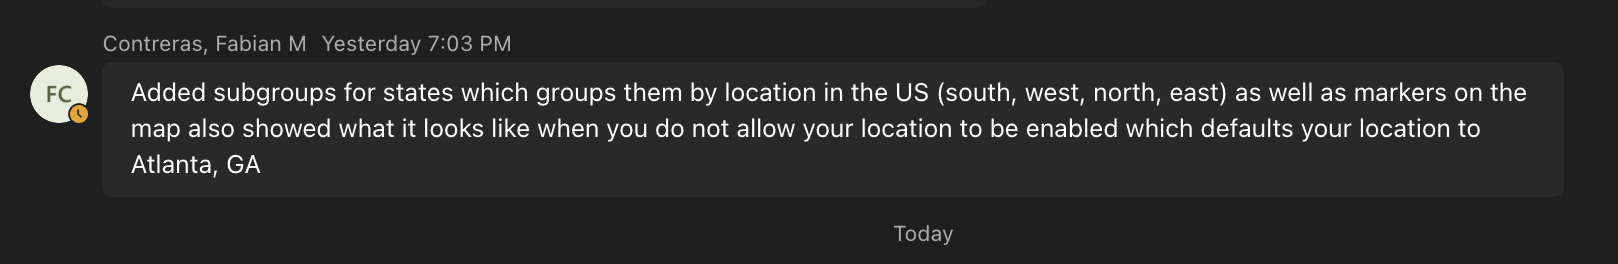 Contreras, Fabian M Yesterday 7:03 PM
FC
Added subgroups for states which groups them by location in the US (south, west, north, east) as well as markers on the
map also showed what it looks like when you do not allow your location to be enabled which defaults your location to
Atlanta, GA
Today